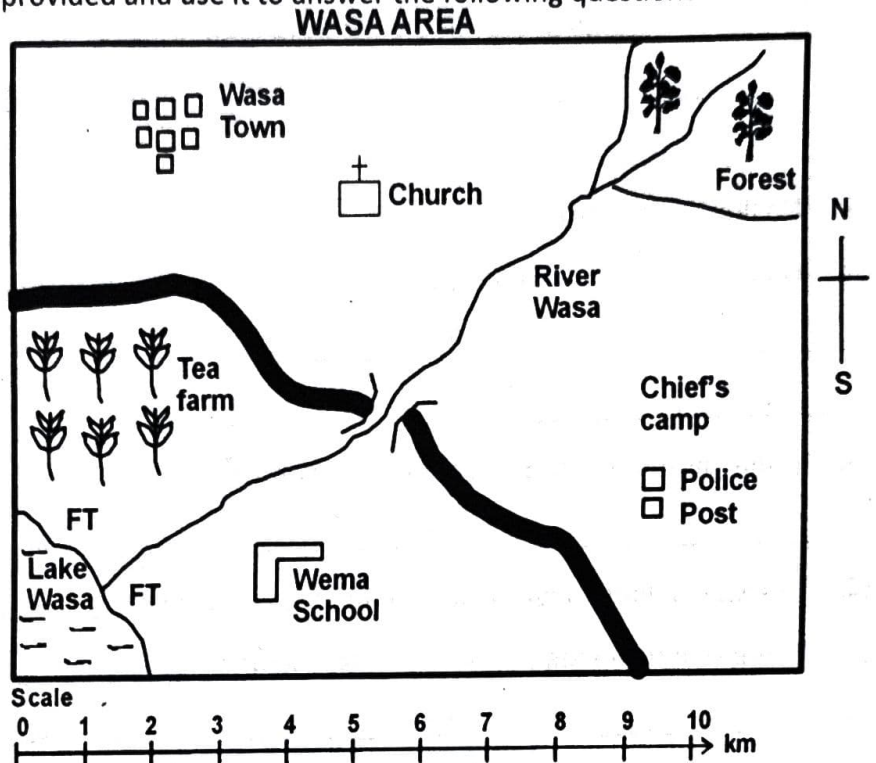 provided and use it to answer the following question
WASA AREA
Wasa
Town
Church
Forest
N
River
Wasa
S
Tea
farm
Chief's
camp
Police
Post
FT
Lake
Wasa
FT
Wema
School
Scale
0 1 2 3 4 5 6 7 8 9 10
km